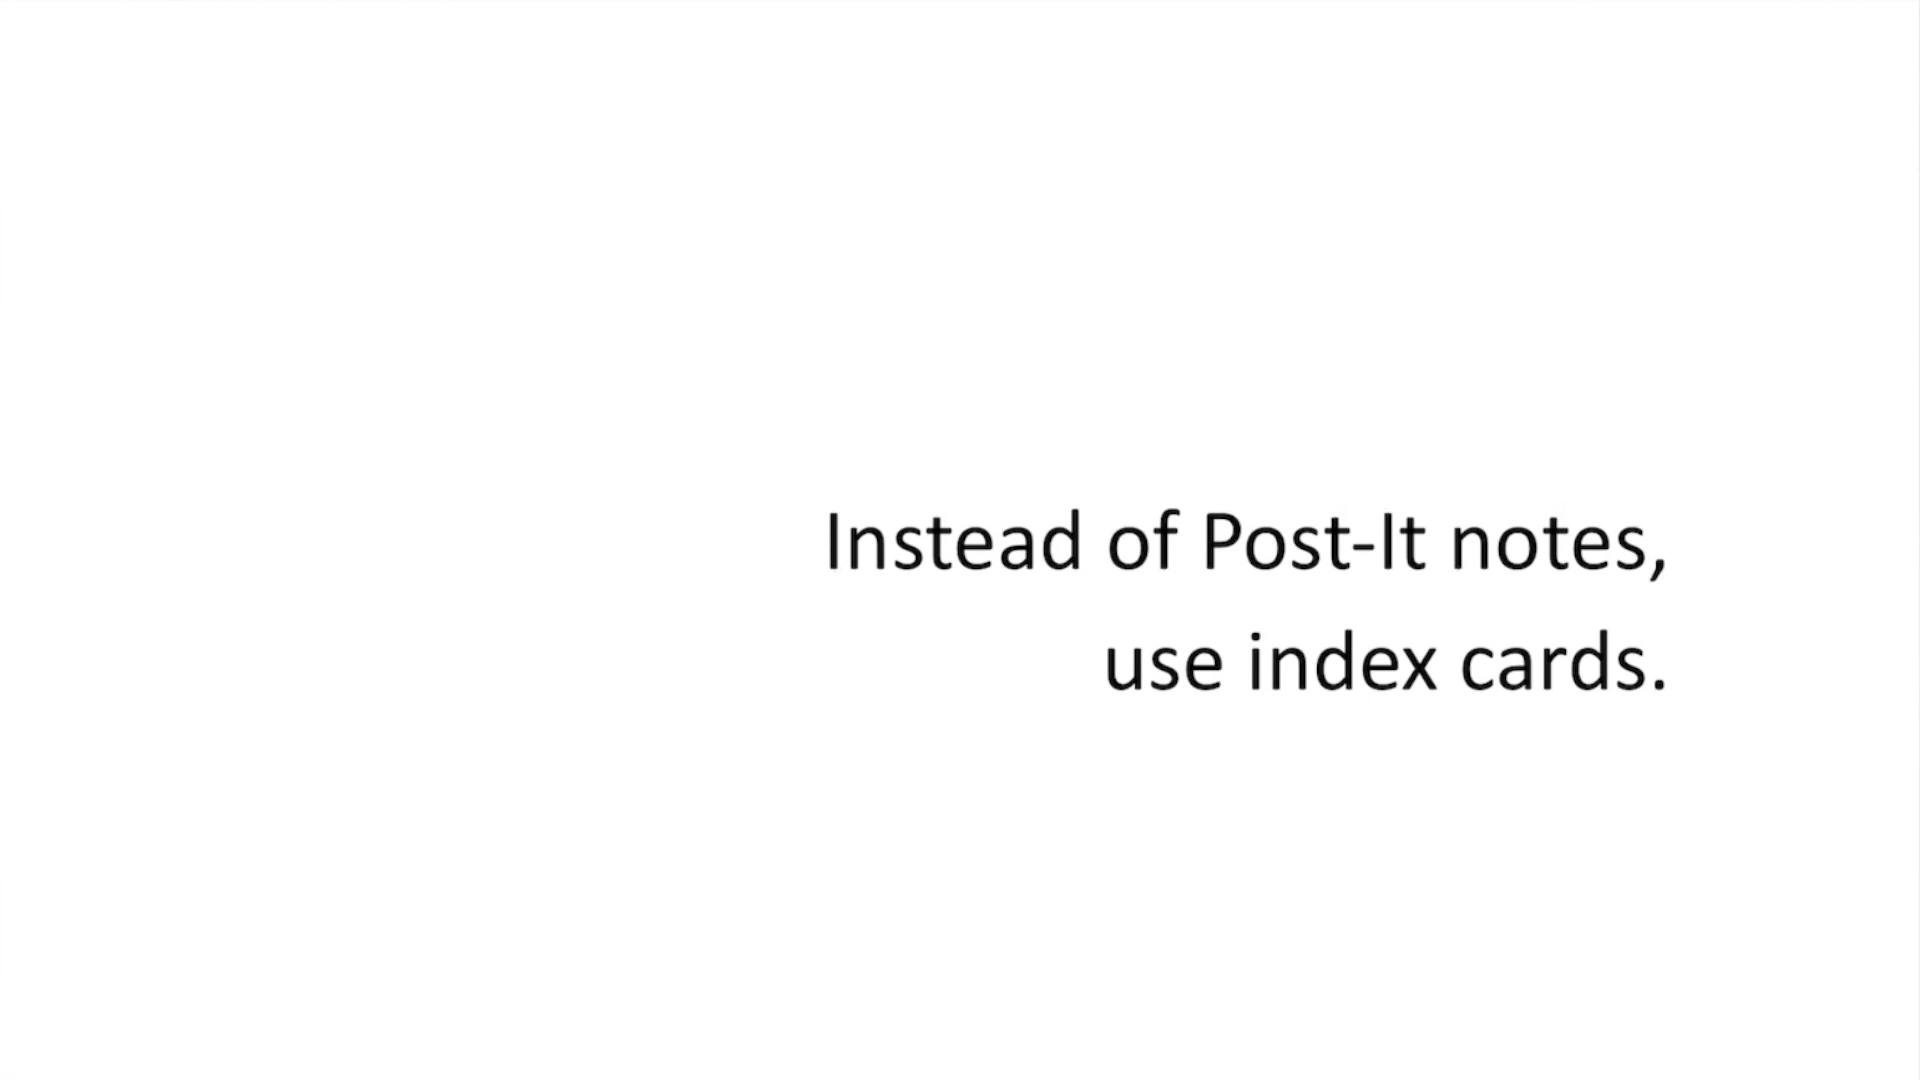 Instead of Post-It notes,
use index cards.